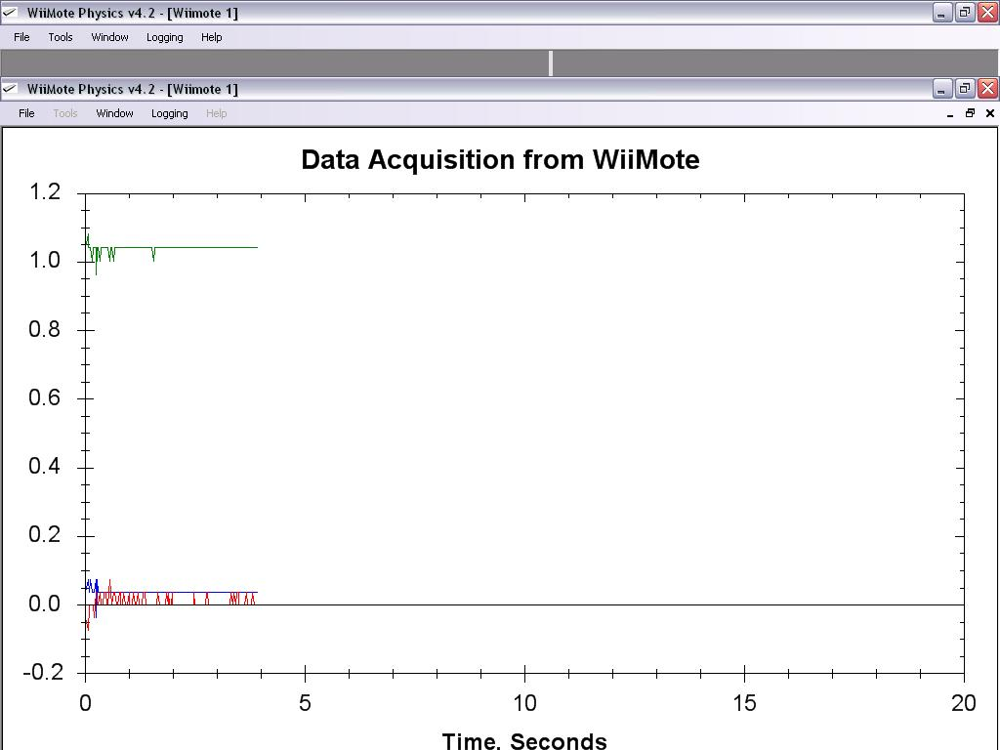 WiiMote Physics v4.2 - [Wiimote 1]
File Tools Window Logging Help
WiiMote Physics v4.2 - [Wiimote 1]
File Tools Window Logging Help
Data Acquisition from WiiMote
1.2
1.0
0.8
0.6
0.4
0.2
0.0
-0.2
0 5 10 15 20
Time, Seconds